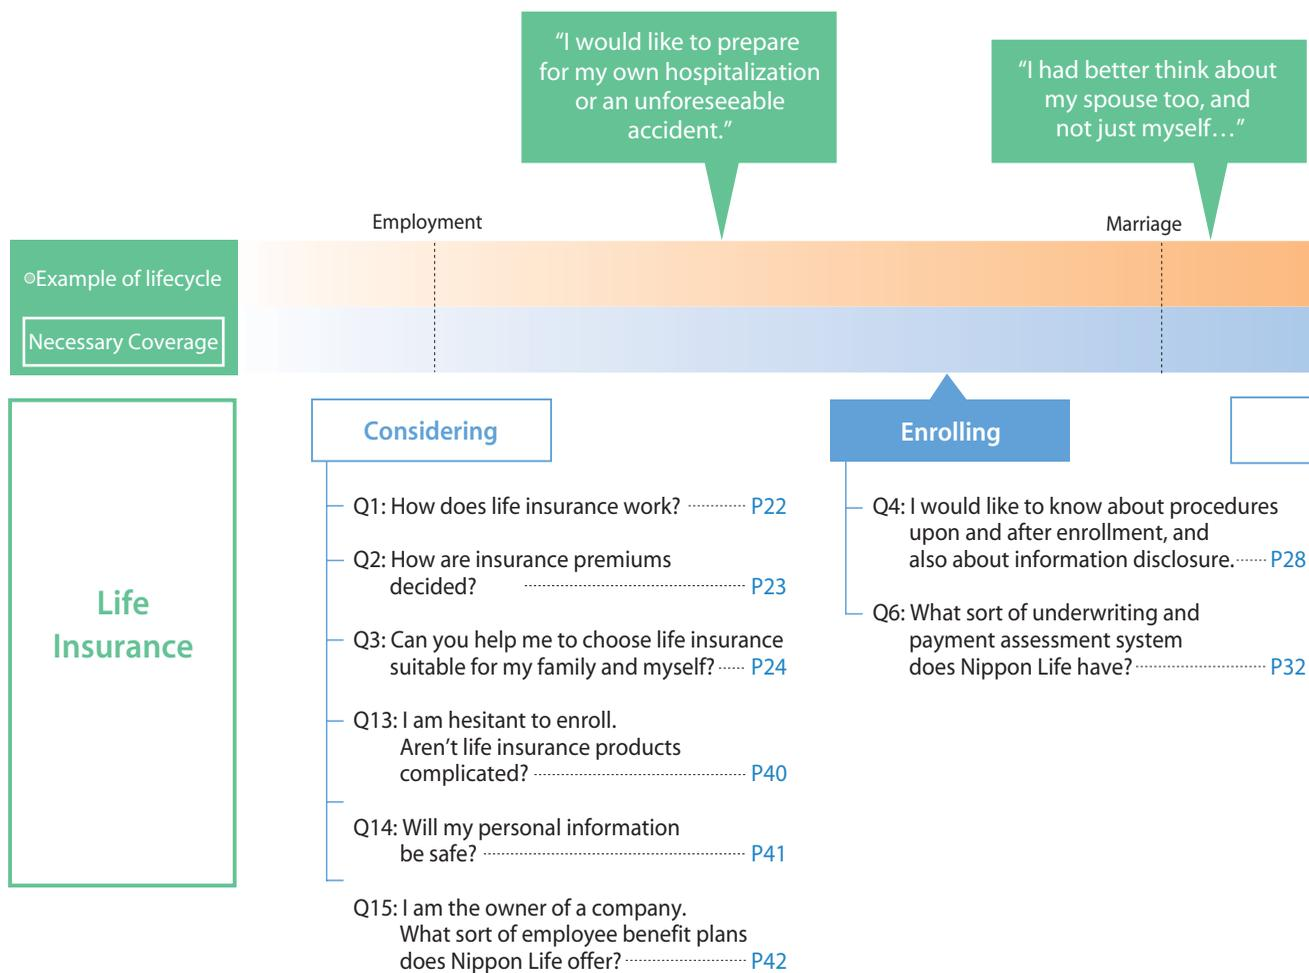 “I would like to prepare
for my own hospitalization
or an unforeseeable
accident.”
“I had better think about
my spouse too, and
not just myself…”
Employment
Marriage
Example of lifecycle
Necessary Coverage
Life
Insurance
Considering
Q1: How does life insurance work? P22
Q2: How are insurance premiums
decided? P23
Q3: Can you help me to choose life insurance
suitable for my family and myself? P24
Q13: I am hesitant to enroll.
Aren’t life insurance products
complicated? P40
Q14: Will my personal information
be safe? P41
Q15: I am the owner of a company.
What sort of employee benefit plans
does Nippon Life offer? P42
Enrolling
Q4: I would like to know about procedures
upon and after enrollment, and
also about information disclosure. P28
Q6: What sort of underwriting and
payment assessment system
does Nippon Life have? P32